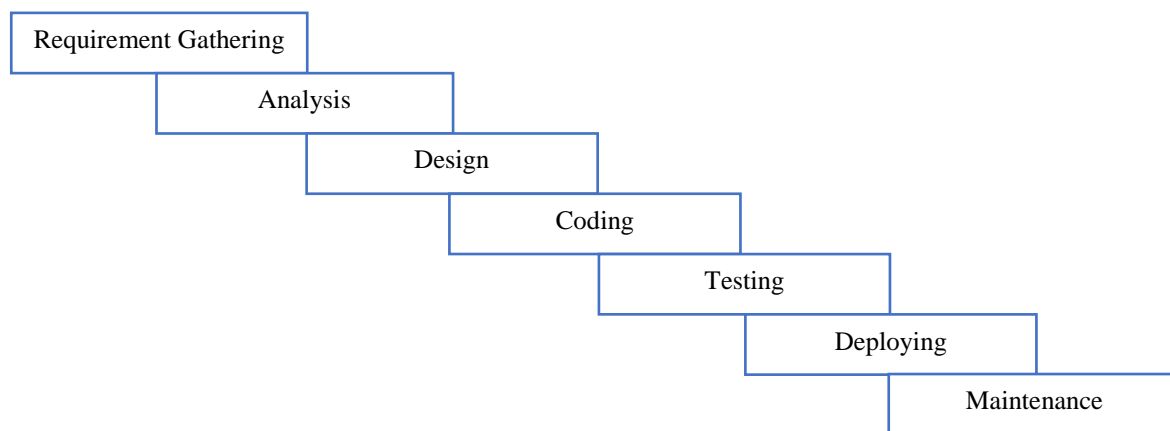 Requirement Gathering
Analysis
Design
Coding
Testing
Deploying
Maintenance